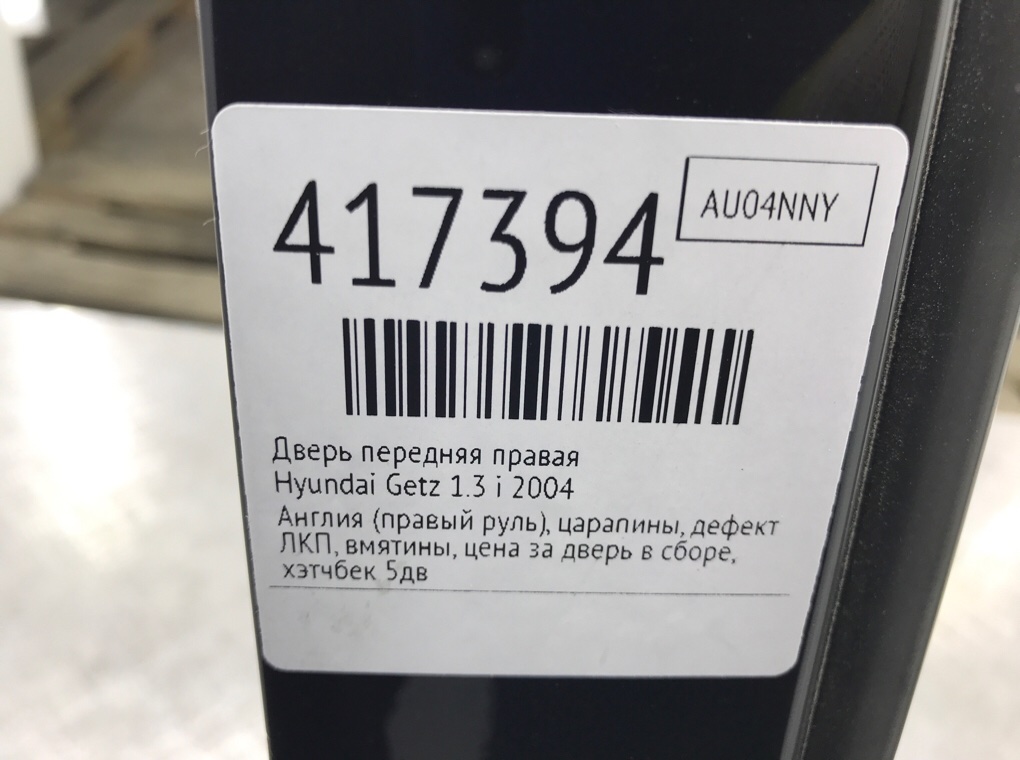 417394
AU04NNY
Дверь передняя правая
Hyundai Getz 1.3 i 2004
Англия (правый руль), царапины, дефект
ЛКП, вмятины, цена за дверь в сборе,
хэтчбек 5дв